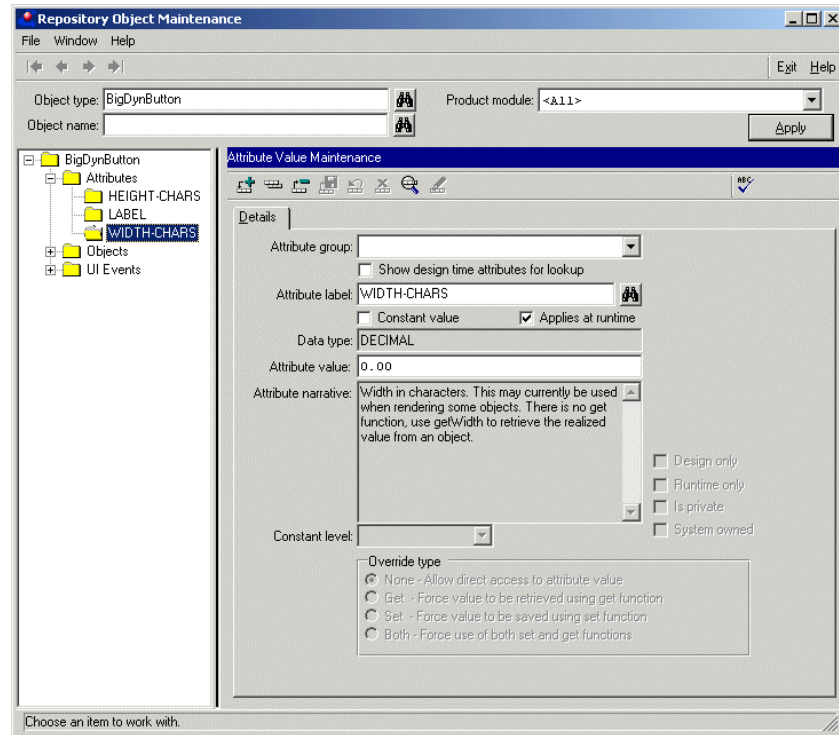 Repository Object Maintenance
File Window Help
Exit Help
Object type: BigDynButton Product module: <All>
Object name:
Apply
BigDynButton
Attributes
HEIGHT-CHARS
LABEL
WIDTH-CHARS
Objects
UI Events
Attribute Value Maintenance
ABC
Details
Attribute group:
Show design time attributes for lookup
Attribute label: WIDTH-CHARS
Constant value Applies at runtime
Data type: DECIMAL
Attribute value: 0.00
Attribute narrative: Width in characters. This may currently be used
when rendering some objects. There is no get
function, use getWidth to retrieve the realized
value from an object.
Design only
Runtime only
Is private
System owned
Constant level:
Override type
None - Allow direct access to attribute value
Get - Force value to be retrieved using get function
Set - Force value to be saved using set function
Both - Force use of both set and get functions
Choose an item to work with.